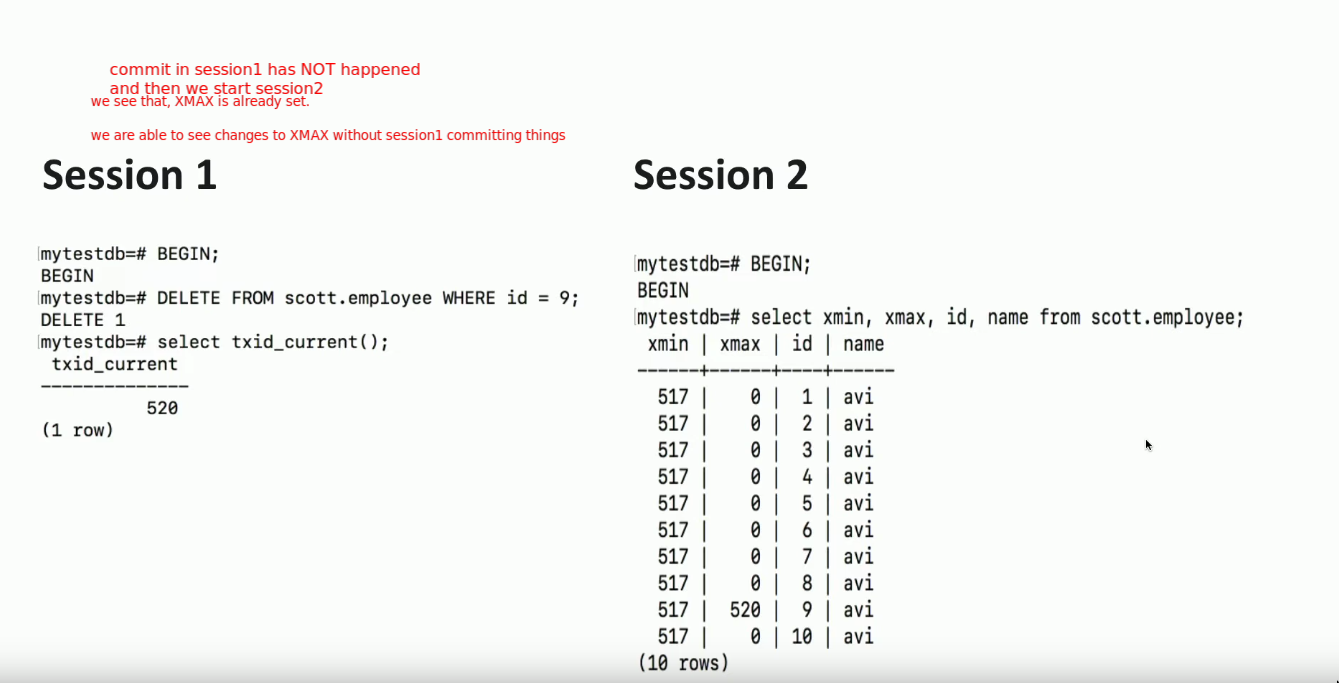 commit in session1 has NOT happened
and then we start session2
we see that, XMAX is already set.
we are able to see changes to XMAX without session1 committing things
Session 1
mytestdb=# BEGIN;
BEGIN
mytestdb=# DELETE FROM scott.employee WHERE id = 9;
DELETE 1
mytestdb=# select txid_current();
txid_current
--------------
520
(1 row)
Session 2
mytestdb=# BEGIN;
BEGIN
mytestdb=# select xmin, xmax, id, name from scott.employee;
xmin | xmax | id | name
------+------+----+------
517 | 0 | 1 | avi
517 | 0 | 2 | avi
517 | 0 | 3 | avi
517 | 0 | 4 | avi
517 | 0 | 5 | avi
517 | 0 | 6 | avi
517 | 0 | 7 | avi
517 | 0 | 8 | avi
517 | 520 | 9 | avi
517 | 0 | 10 | avi
(10 rows)